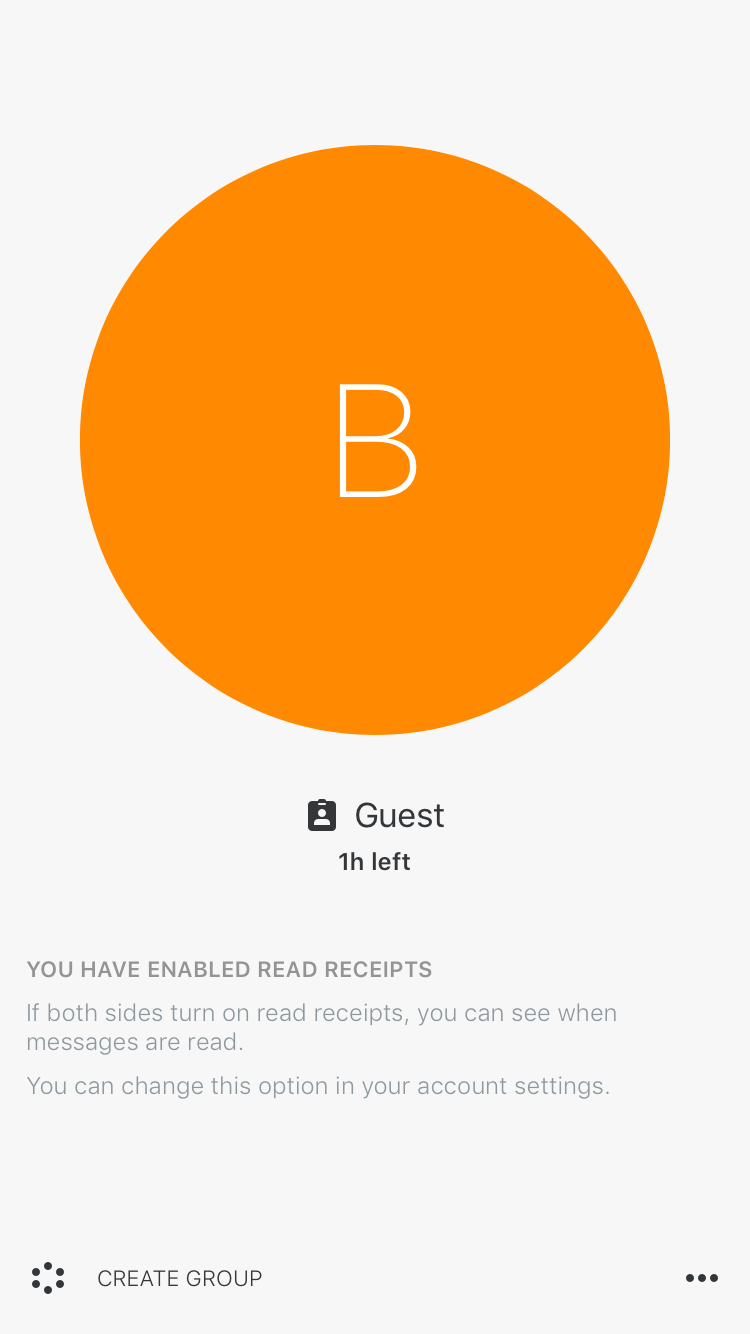 B
Guest
1h left
YOU HAVE ENABLED READ RECEIPTS
If both sides turn on read receipts, you can see when
messages are read.
You can change this option in your account settings.
CREATE GROUP